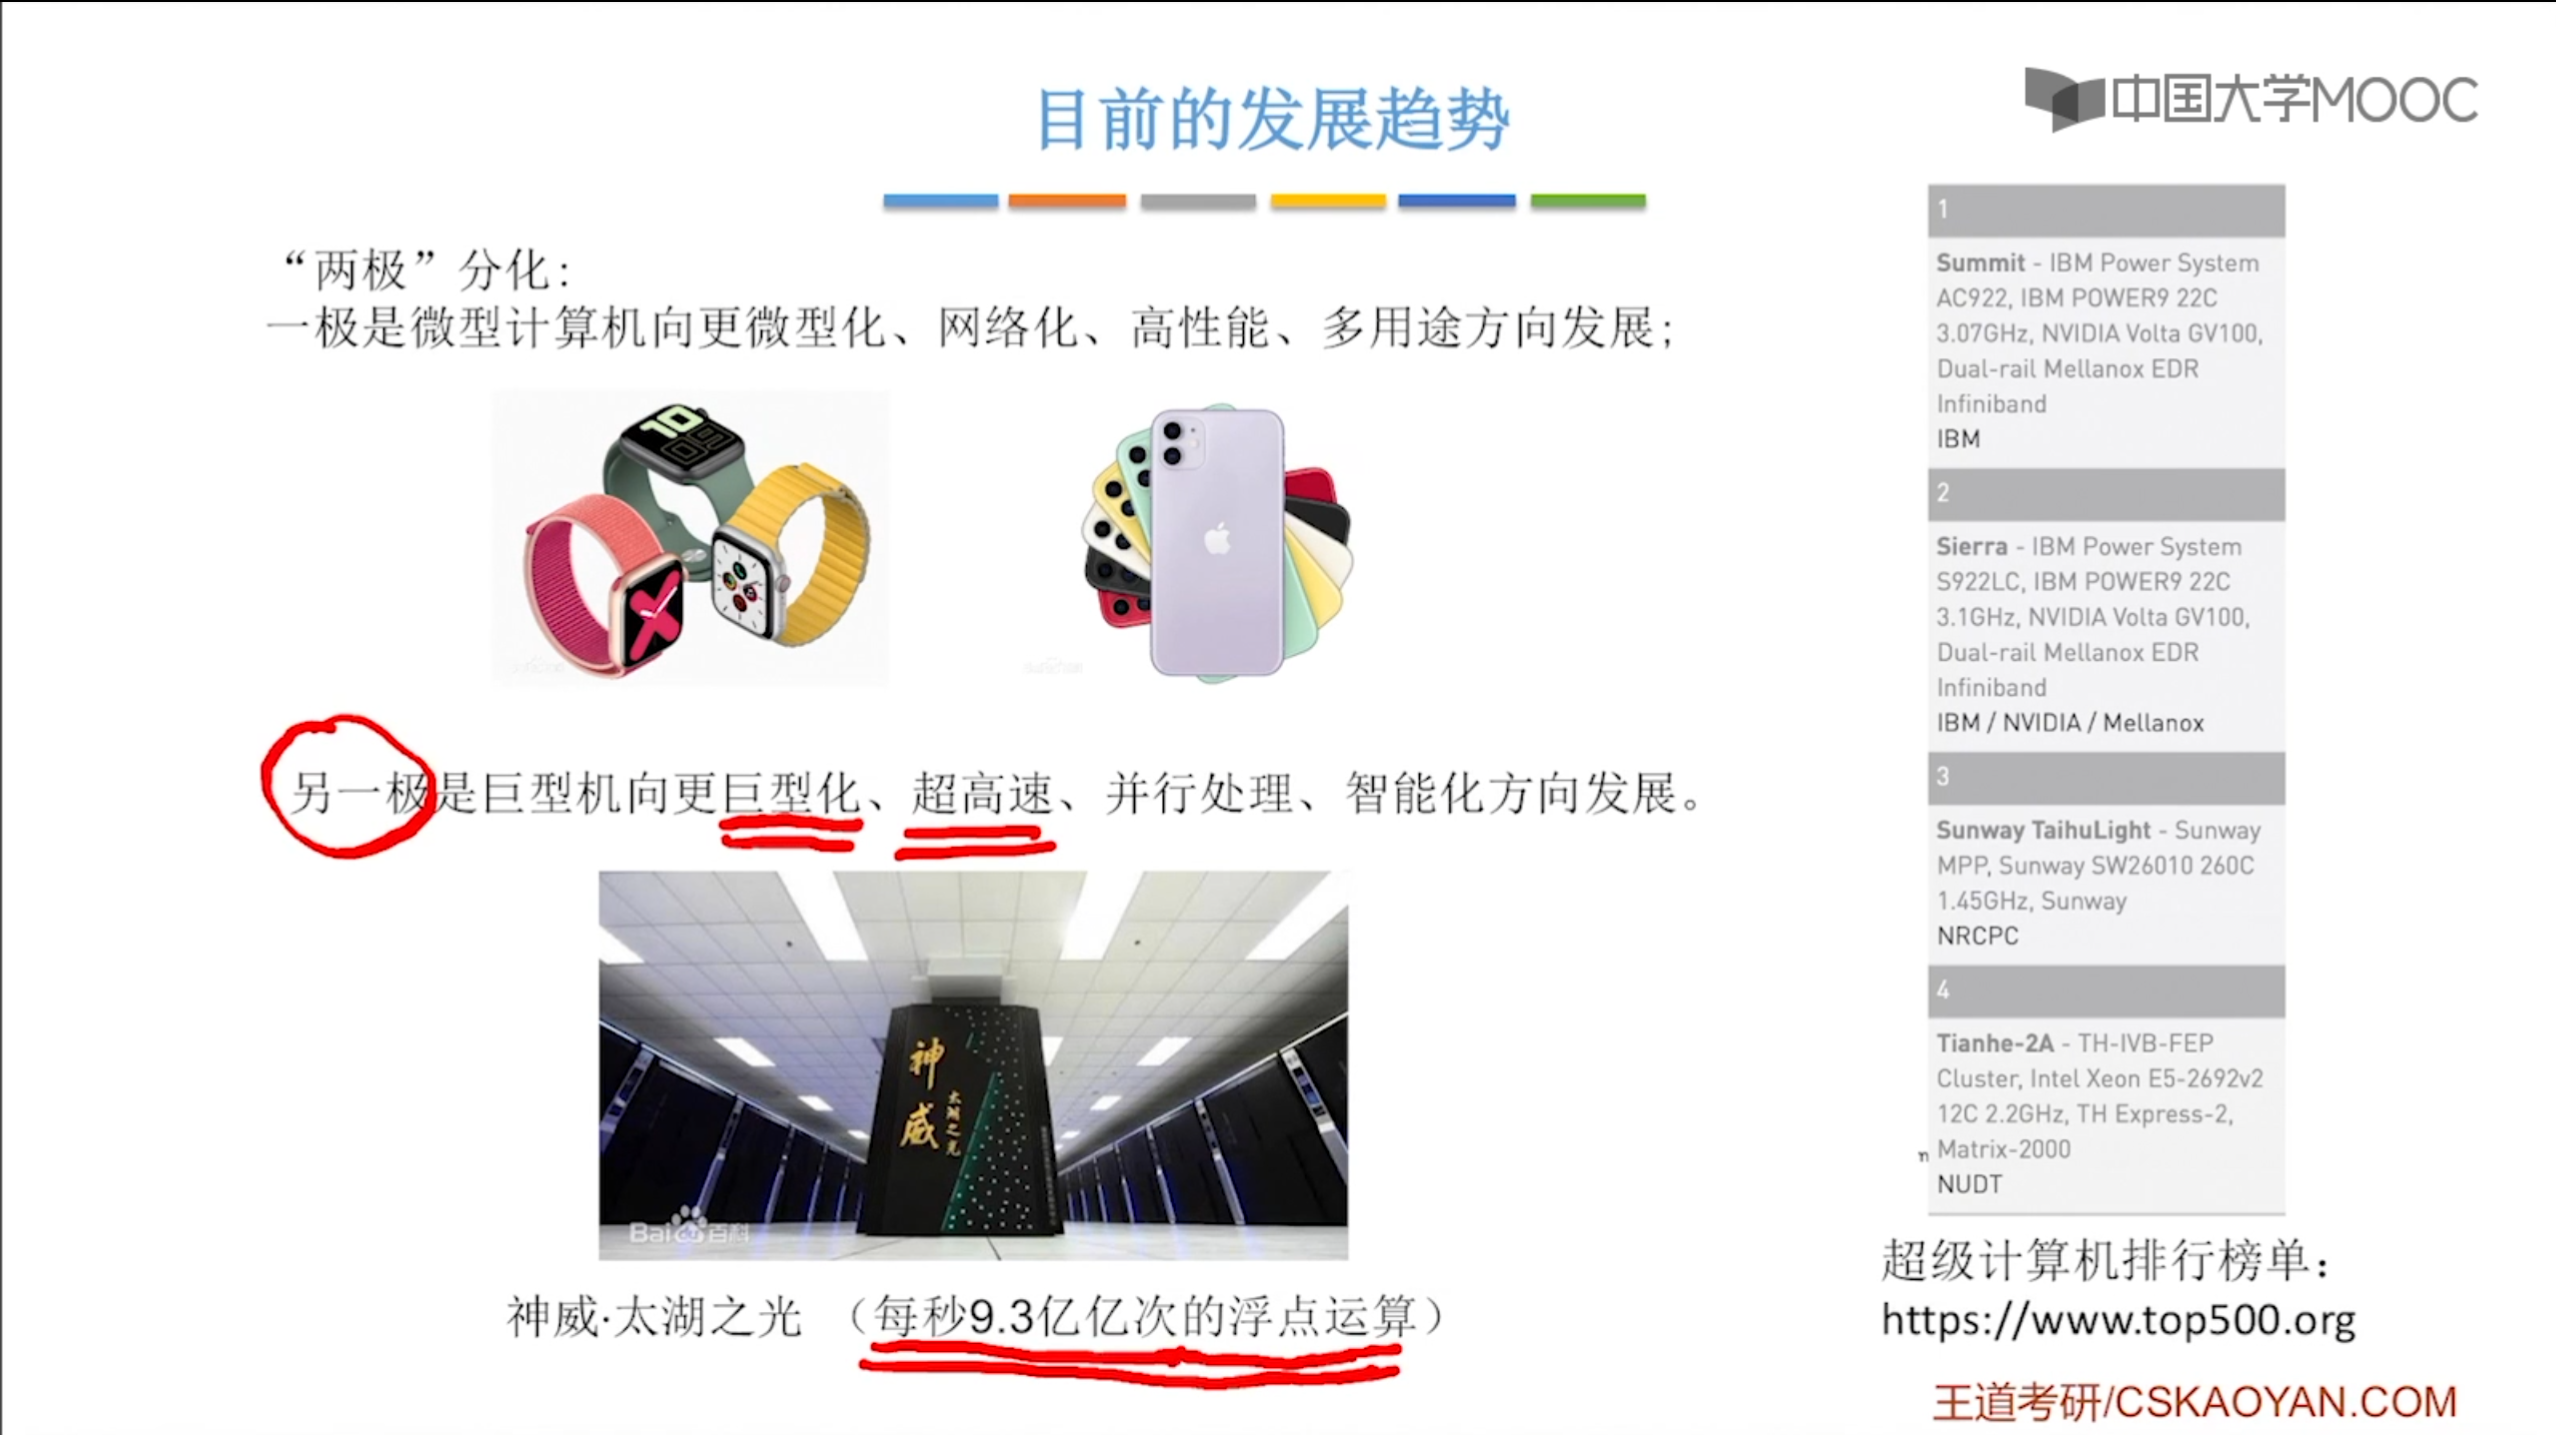 目前的发展趋势
中国大学MOOC
“两极”分化：
一极是微型计算机向更微型化、网络化、高性能、多用途方向发展；
10
09
另一极是巨型机向更巨型化、超高速、并行处理、智能化方向发展。
神威
太湖之光
Bai百科
神威·太湖之光 （每秒9.3亿亿次的浮点运算）
1
Summit - IBM Power System
AC922, IBM POWER9 22C
3.07GHz, NVIDIA Volta GV100,
Dual-rail Mellanox EDR
Infiniband
IBM
2
Sierra - IBM Power System
S922LC, IBM POWER9 22C
3.1GHz, NVIDIA Volta GV100,
Dual-rail Mellanox EDR
Infiniband
IBM / NVIDIA / Mellanox
3
Sunway TaihuLight - Sunway
MPP, Sunway SW26010 260C
1.45GHz, Sunway
NRCPC
4
Tianhe-2A - TH-IVB-FEP
Cluster, Intel Xeon E5-2692v2
12C 2.2GHz, TH Express-2,
Matrix-2000
NUDT
超级计算机排行榜单：
https://www.top500.org
王道考研/CSKAOYAN.COM